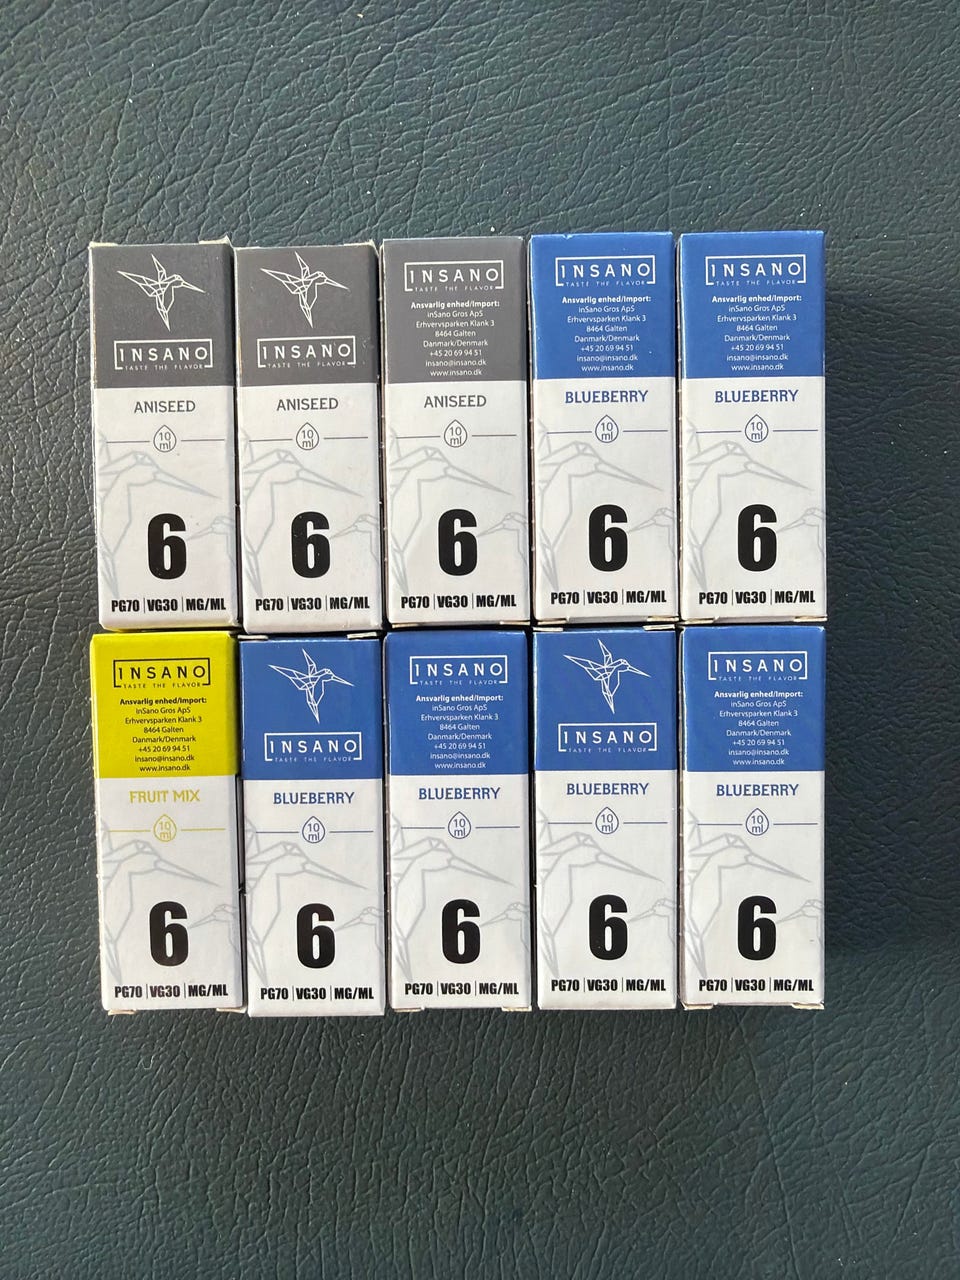 1NSANO
TASTE THE FLAVOR
ANISEED
10
ml
6
PG70 | VG30 | MG/ML
1NSANO
TASTE THE FLAVOR
ANISEED
10
ml
6
PG70 | VG30 | MG/ML
1NSANO
TASTE THE FLAVOR
Ansvarlig enhed/Import:
inSano Gros ApS
Erhvervsparken Klank 3
8464 Galten
Danmark/Denmark
+45 20 69 94 51
insano@insano.dk
www.insano.dk
ANISEED
10
ml
6
PG70 | VG30 | MG/ML
1NSANO
TASTE THE FLAVOR
Ansvarlig enhed/Import:
inSano Gros ApS
Erhvervsparken Klank 3
8464 Galten
Danmark/Denmark
+45 20 69 94 51
insano@insano.dk
www.insano.dk
BLUEBERRY
10
ml
6
PG70 | VG30 | MG/ML
1NSANO
TASTE THE FLAVOR
Ansvarlig enhed/Import:
inSano Gros ApS
Erhvervsparken Klank 3
8464 Galten
Danmark/Denmark
+45 20 69 94 51
insano@insano.dk
www.insano.dk
BLUEBERRY
10
ml
6
PG70 | VG30 | MG/ML
1NSANO
TASTE THE FLAVOR
Ansvarlig enhed/Import:
inSano Gros ApS
Erhvervsparken Klank 3
8464 Galten
Danmark/Denmark
+45 20 69 94 51
insano@insano.dk
www.insano.dk
FRUIT MIX
10
ml
6
PG70 | VG30 | MG/ML
1NSANO
TASTE THE FLAVOR
BLUEBERRY
10
ml
6
PG70 | VG30 | MG/ML
1NSANO
TASTE THE FLAVOR
Ansvarlig enhed/Import:
inSano Gros ApS
Erhvervsparken Klank 3
8464 Galten
Danmark/Denmark
+45 20 69 94 51
insano@insano.dk
www.insano.dk
BLUEBERRY
10
ml
6
PG70 | VG30 | MG/ML
1NSANO
TASTE THE FLAVOR
BLUEBERRY
10
ml
6
PG70 | VG30 | MG/ML
1NSANO
TASTE THE FLAVOR
Ansvarlig enhed/Import:
inSano Gros ApS
Erhvervsparken Klank 3
8464 Galten
Danmark/Denmark
+45 20 69 94 51
insano@insano.dk
www.insano.dk
BLUEBERRY
10
ml
6
PG70 | VG30 | MG/ML